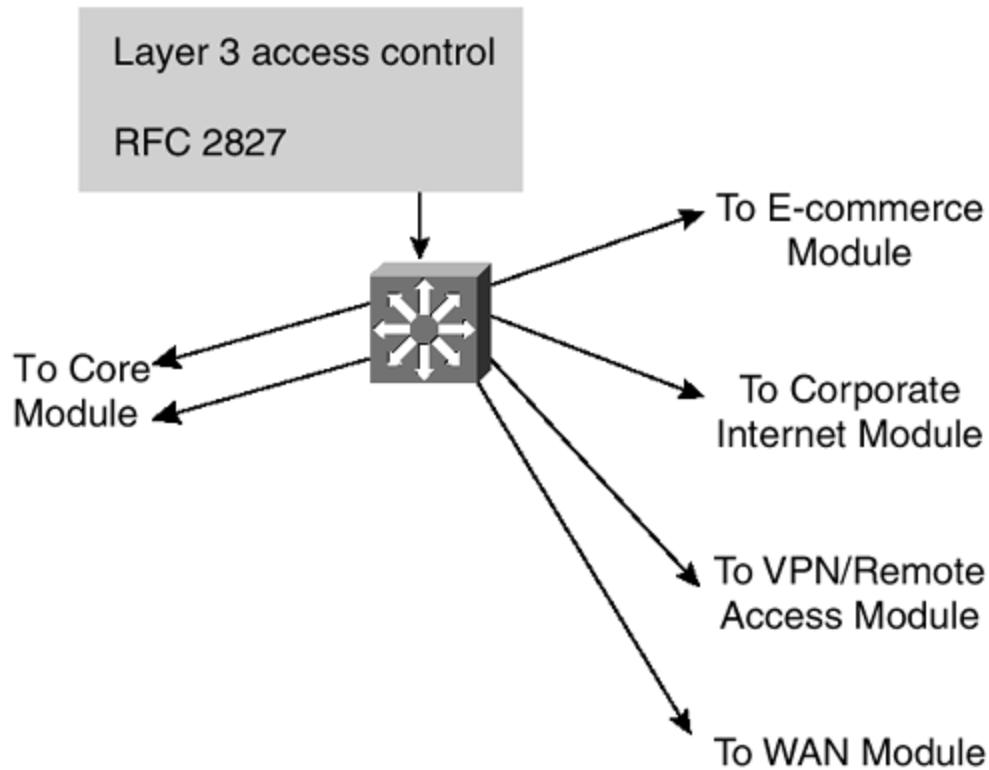 Layer 3 access control
RFC 2827
To E-commerce
Module
To Core
Module
To Corporate
Internet Module
To VPN/Remote
Access Module
To WAN Module